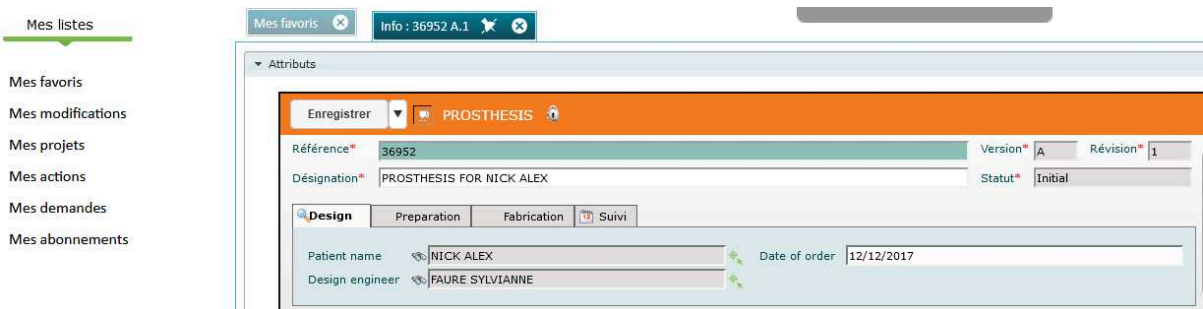 Mes listes
Mes favoris
Mes modifications
Mes projets
Mes actions
Mes demandes
Mes abonnements
Mes favoris Info : 36952 A.1
Attributs
Enregistrer PROSTHESIS
Référence* 36952 Version* A Révision* 1
Désignation* PROSTHESIS FOR NICK ALEX Statut* Initial
Design Preparation Fabrication Suivi
Patient name NICK ALEX Date of order 12/12/2017
Design engineer FAURE SYLVIANNE